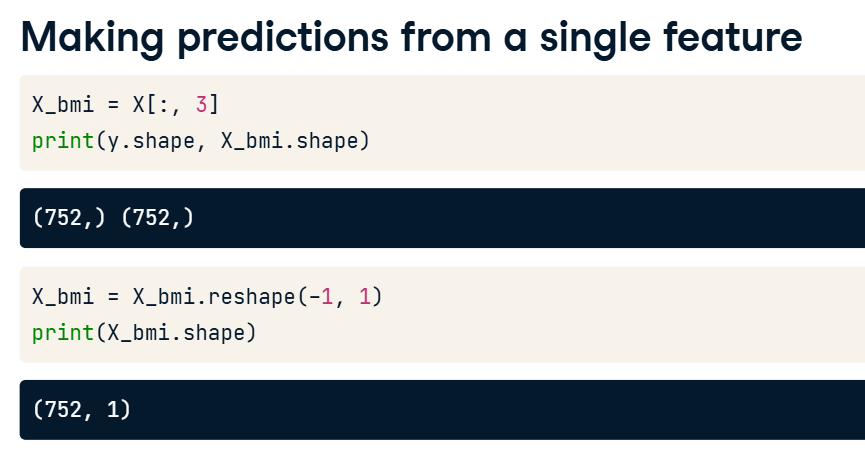 Making predictions from a single feature
X_bmi = X[:, 3]
print(y.shape, X_bmi.shape)
(752,) (752,)
X_bmi = X_bmi.reshape(-1, 1)
print(X_bmi.shape)
(752, 1)